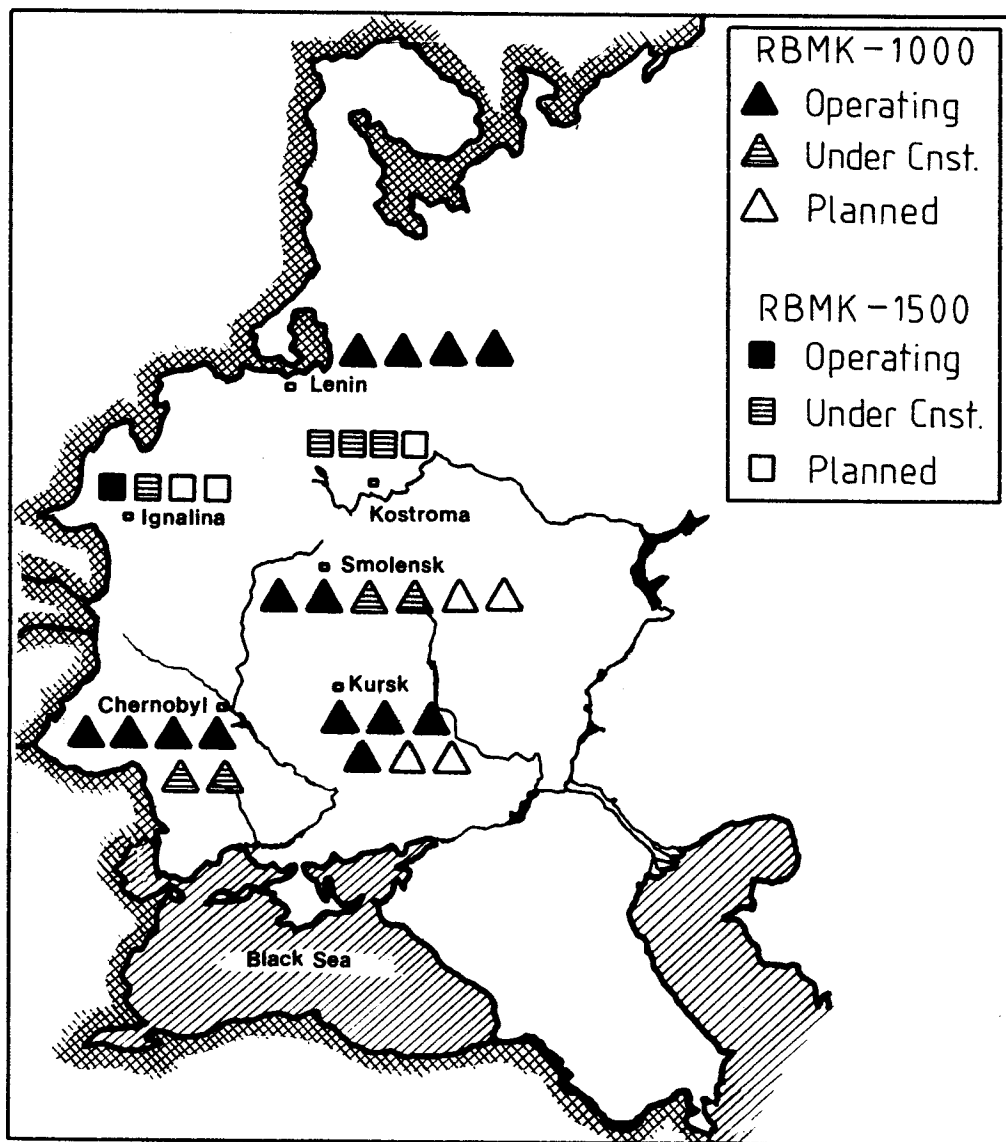 RBMK-1000
Operating
Under Cnst.
Planned
RBMK-1500
Operating
Under Cnst.
Planned
Lenin
Kostroma
Ignalina
Smolensk
Kursk
Chernobyl
Black Sea